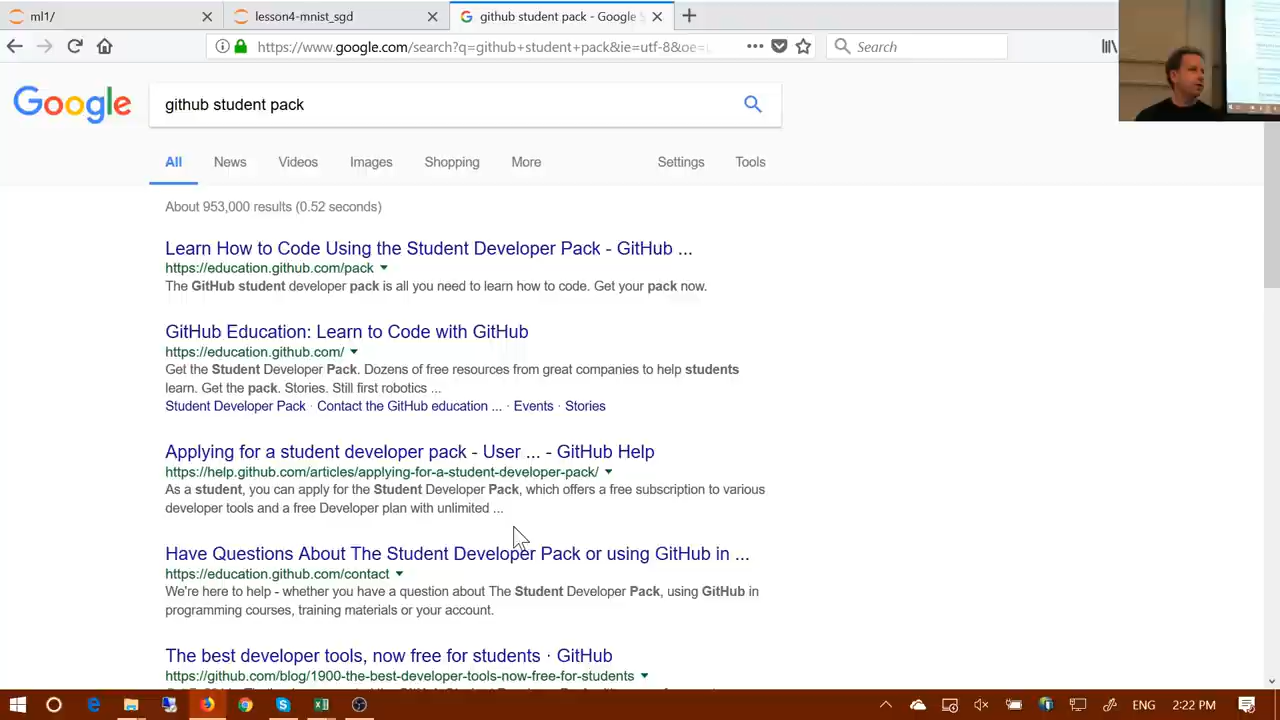 ml1/
lesson4-mnist_sgd
github student pack - Google
https://www.google.com/search?q=github+student+pack&ie=utf-8&oe=u
Search
Google
github student pack
All
News
Videos
Images
Shopping
More
Settings
Tools
About 953,000 results (0.52 seconds)
Learn How to Code Using the Student Developer Pack - GitHub ...
https://education.github.com/pack
The GitHub student developer pack is all you need to learn how to code. Get your pack now.
GitHub Education: Learn to Code with GitHub
https://education.github.com/
Get the Student Developer Pack. Dozens of free resources from great companies to help students
learn. Get the pack. Stories. Still first robotics ...
Student Developer Pack · Contact the GitHub education ... · Events · Stories
Applying for a student developer pack - User ... - GitHub Help
https://help.github.com/articles/applying-for-a-student-developer-pack/
As a student, you can apply for the Student Developer Pack, which offers a free subscription to various
developer tools and a free Developer plan with unlimited ...
Have Questions About The Student Developer Pack or using GitHub in ...
https://education.github.com/contact
We're here to help - whether you have a question about The Student Developer Pack, using GitHub in
programming courses, training materials or your account.
The best developer tools, now free for students · GitHub
https://github.com/blog/1900-the-best-developer-tools-now-free-for-students
ENG
2:22 PM